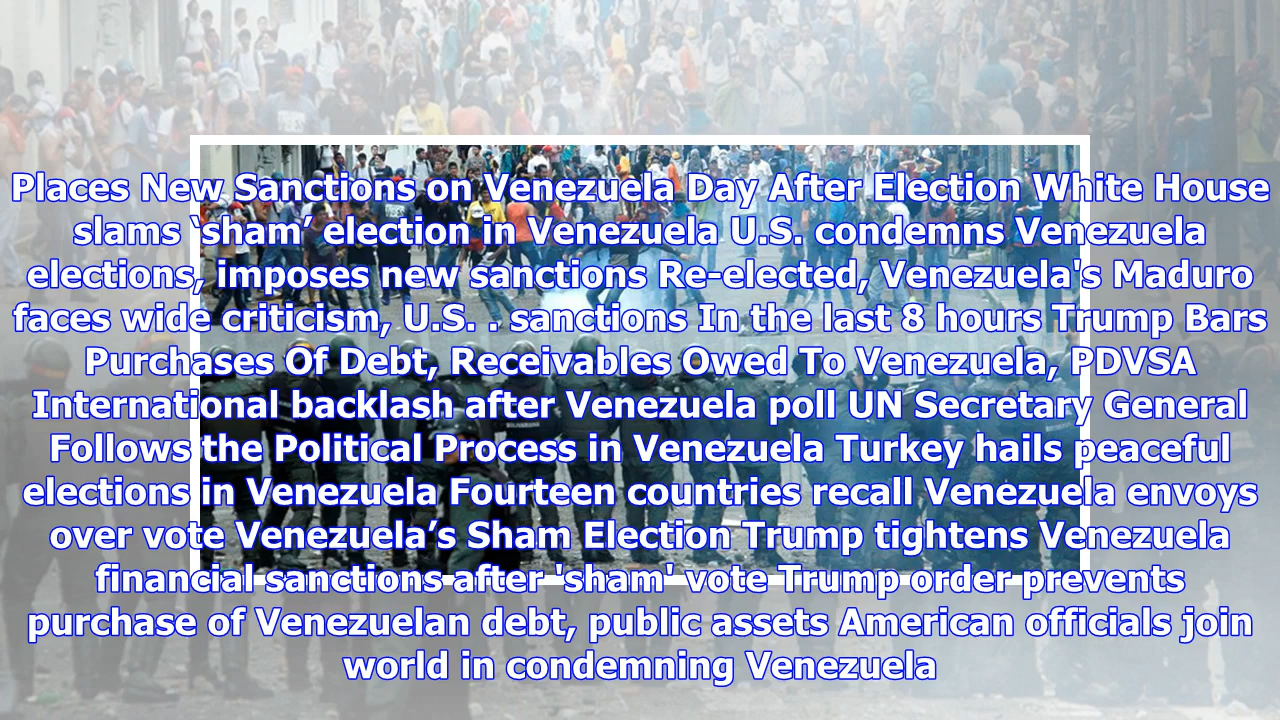 Places New Sanctions on Venezuela Day After Election White House
slams ‘sham’ election in Venezuela U.S. condemns Venezuela
elections, imposes new sanctions Re-elected, Venezuela's Maduro
faces wide criticism, U.S. . sanctions In the last 8 hours Trump Bars
Purchases Of Debt, Receivables Owed To Venezuela, PDVSA
International backlash after Venezuela poll UN Secretary General
Follows the Political Process in Venezuela Turkey hails peaceful
elections in Venezuela Fourteen countries recall Venezuela envoys
over vote Venezuela’s Sham Election Trump tightens Venezuela
financial sanctions after 'sham' vote Trump order prevents
purchase of Venezuelan debt, public assets American officials join
world in condemning Venezuela